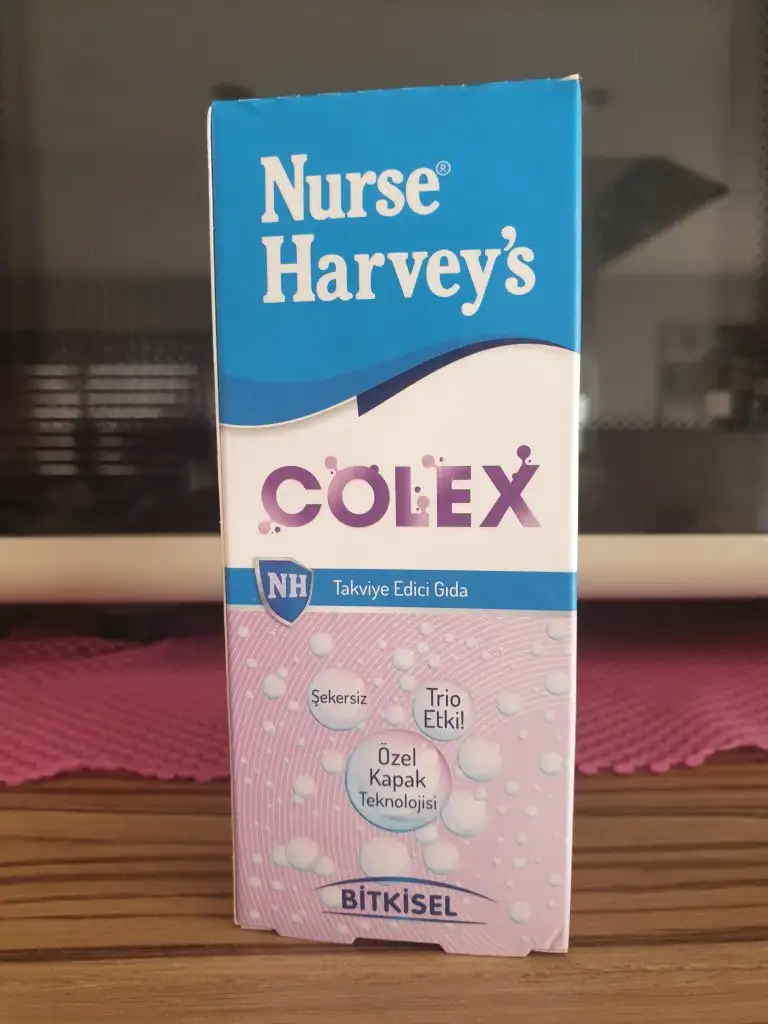 Nurse®
Harvey's
COLEX
NH Takviye Edici Gıda
Şekersiz
Trio
Etki!
Özel
Kapak
Teknolojisi
BİTKİSEL